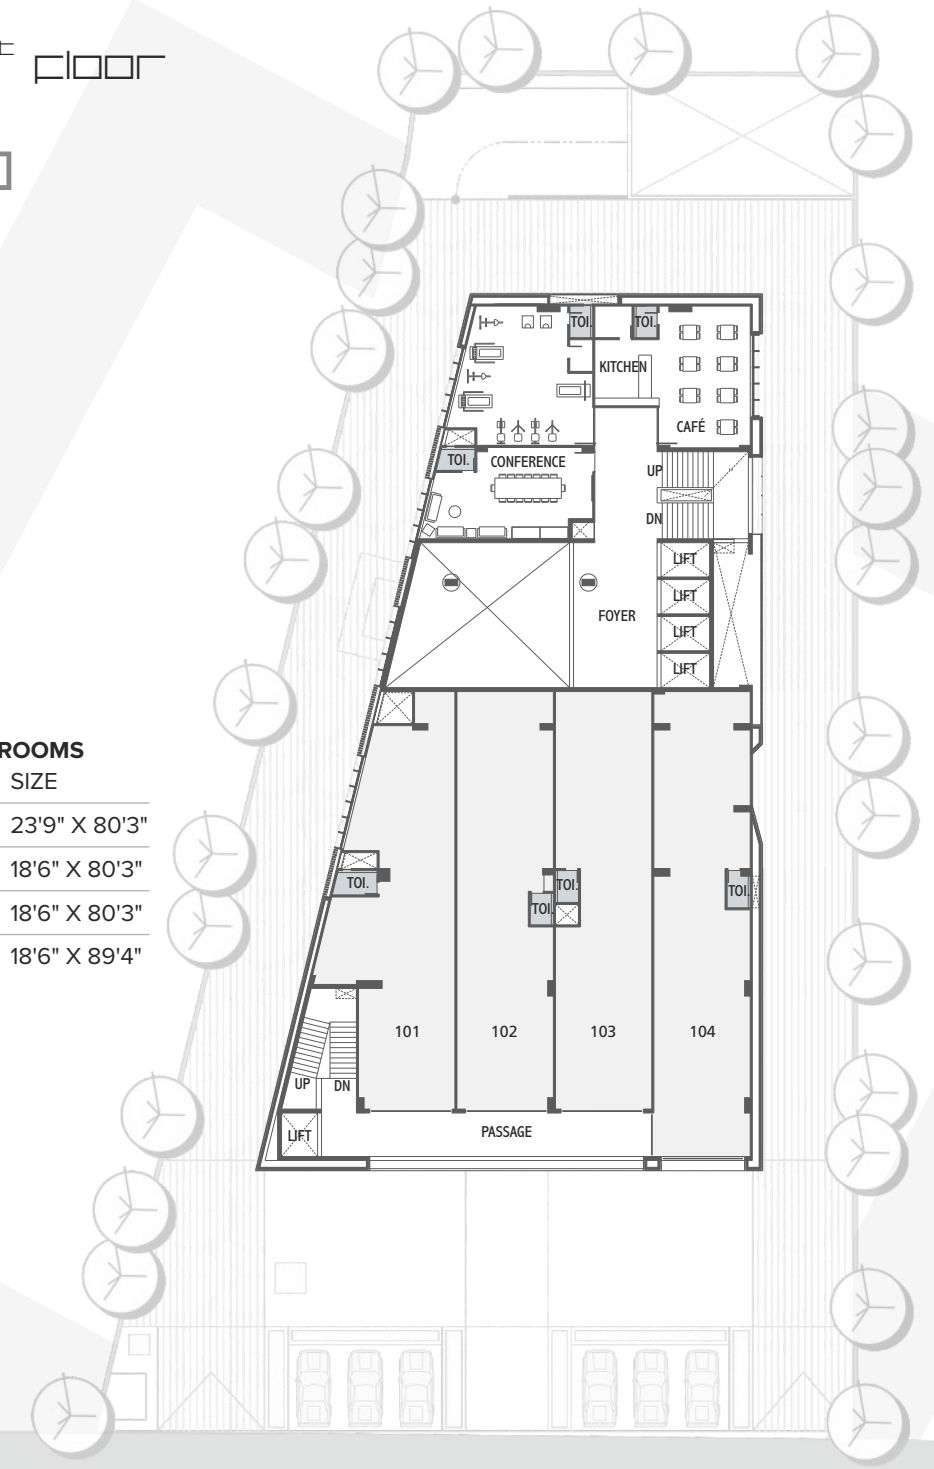 floor
TOI.
TOI.
KITCHEN
CAFÉ
TOI.
CONFERENCE
UP
DN
LIFT
LIFT
FOYER
LIFT
LIFT
ROOMS
SIZE
23'9" X 80'3"
18'6" X 80'3"
18'6" X 80'3"
18'6" X 89'4"
TOI.
TOI.
TOI.
TOI.
101
102
103
104
UP
DN
LIFT
PASSAGE